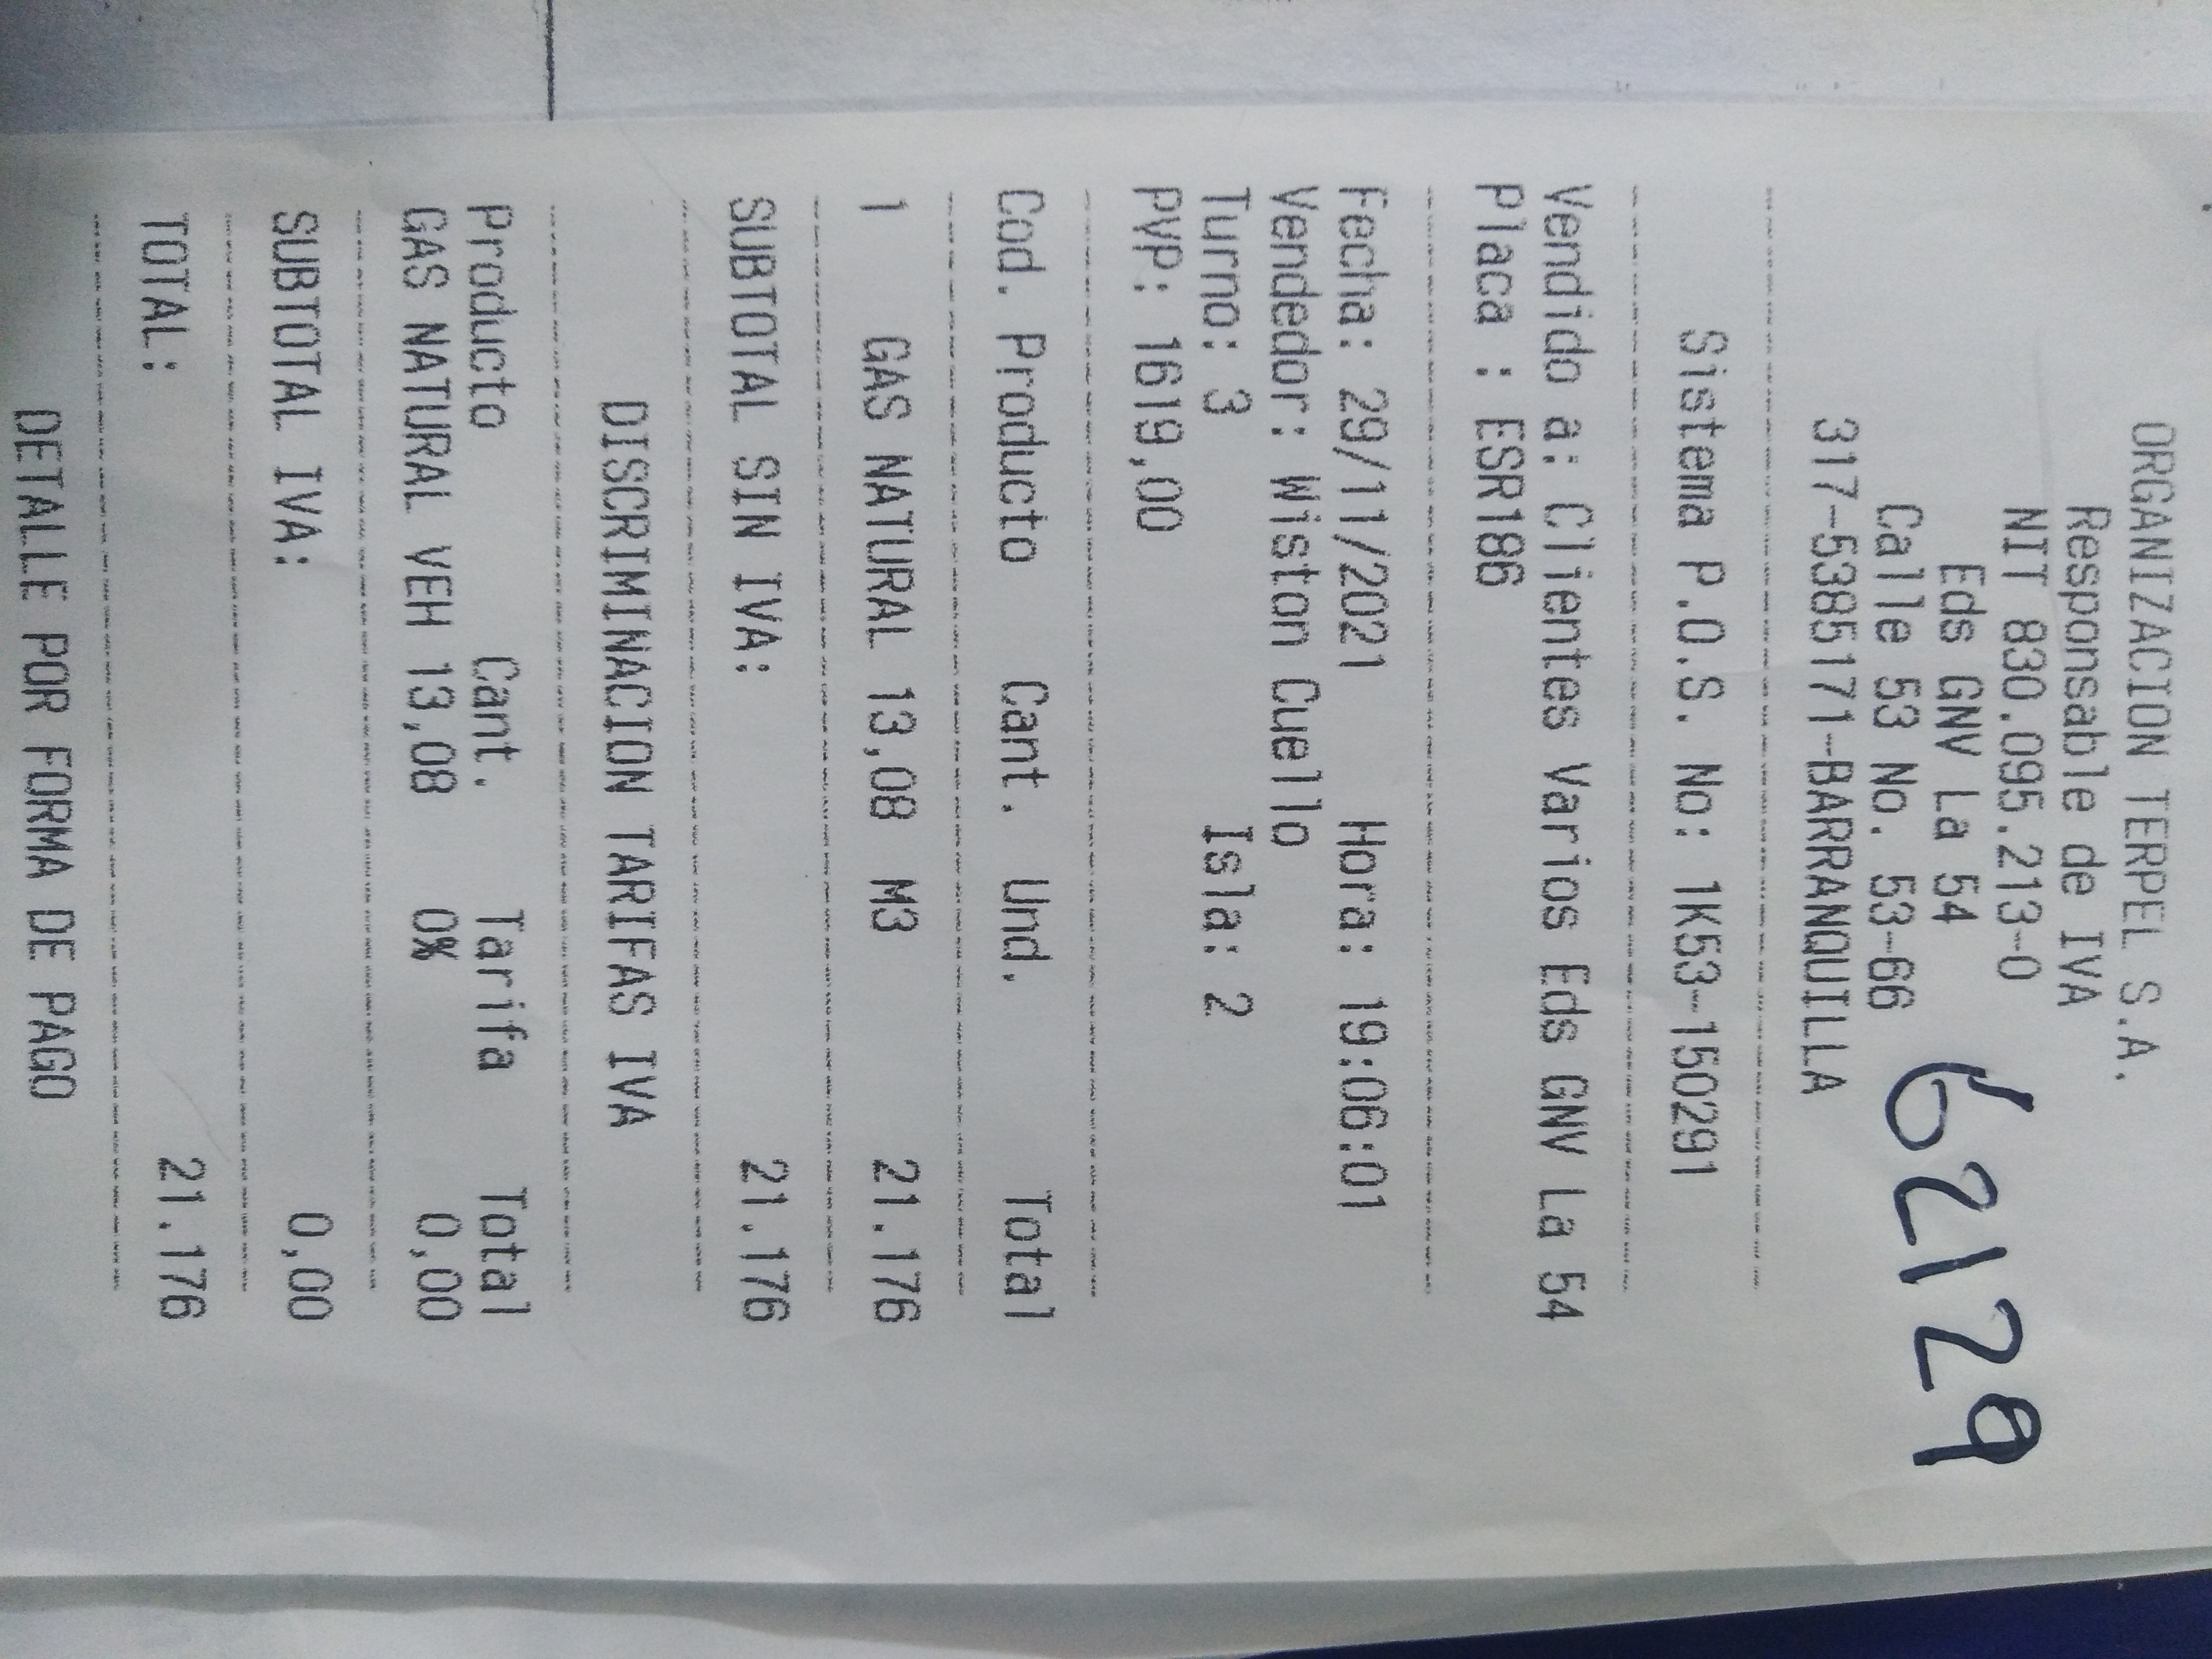 ORGANIZACION TERPEL S.A.
Responsable de IVA
NIT 830.095.213-0
Eds GNV La 54
Calle 53 No. 53-66
317-5385171-BARRANQUILLA
62129
Sistema P.O.S. No: 1K53-150291
Vendido a: Clientes Varios Eds GNV La 54
Placa : ESR186
Fecha: 29/11/2021 Hora: 19:06:01
Vendedor: Wiston Cuello
Turno: 3 Isla: 2
PVP: 1619,00
Cod. Producto Cant. Und. Total
1 GAS NATURAL 13,08 M3 21.176
SUBTOTAL SIN IVA: 21.176
DISCRIMINACION TARIFAS IVA
Producto Cant. Tarifa Total
GAS NATURAL VEH 13,08 0% 0,00
SUBTOTAL IVA: 0,00
TOTAL: 21.176
DETALLE POR FORMA DE PAGO